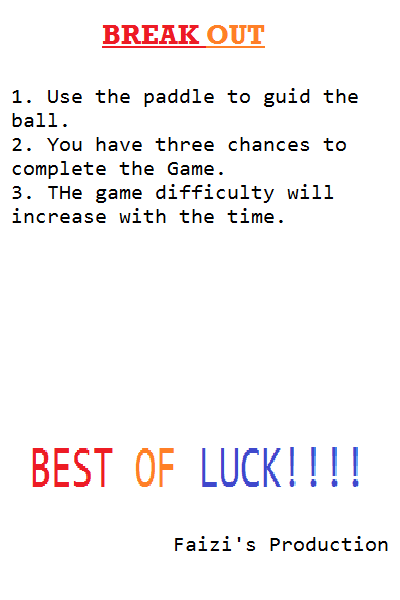 BREAK OUT
1. Use the paddle to guid the
ball.
2. You have three chances to
complete the Game.
3. THe game difficulty will
increase with the time.
BEST OF LUCK!!!!
Faizi's Production